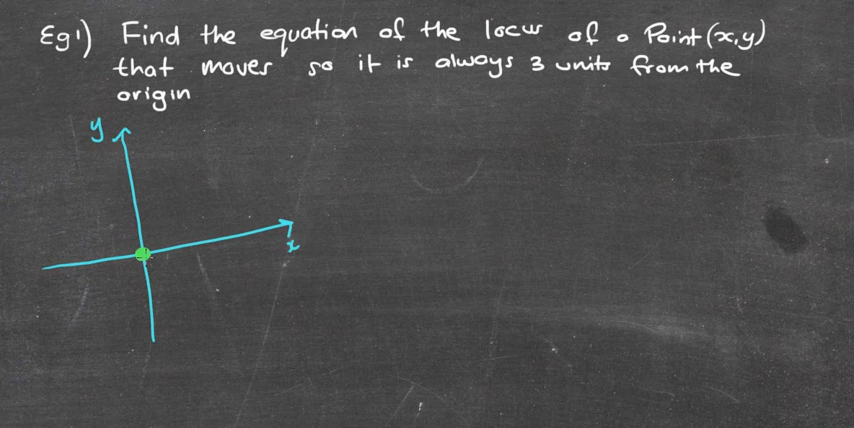 Eg1) Find the equation of the locus of a Point (x,y)
that moves so it is always 3 units from the
origin
y
x